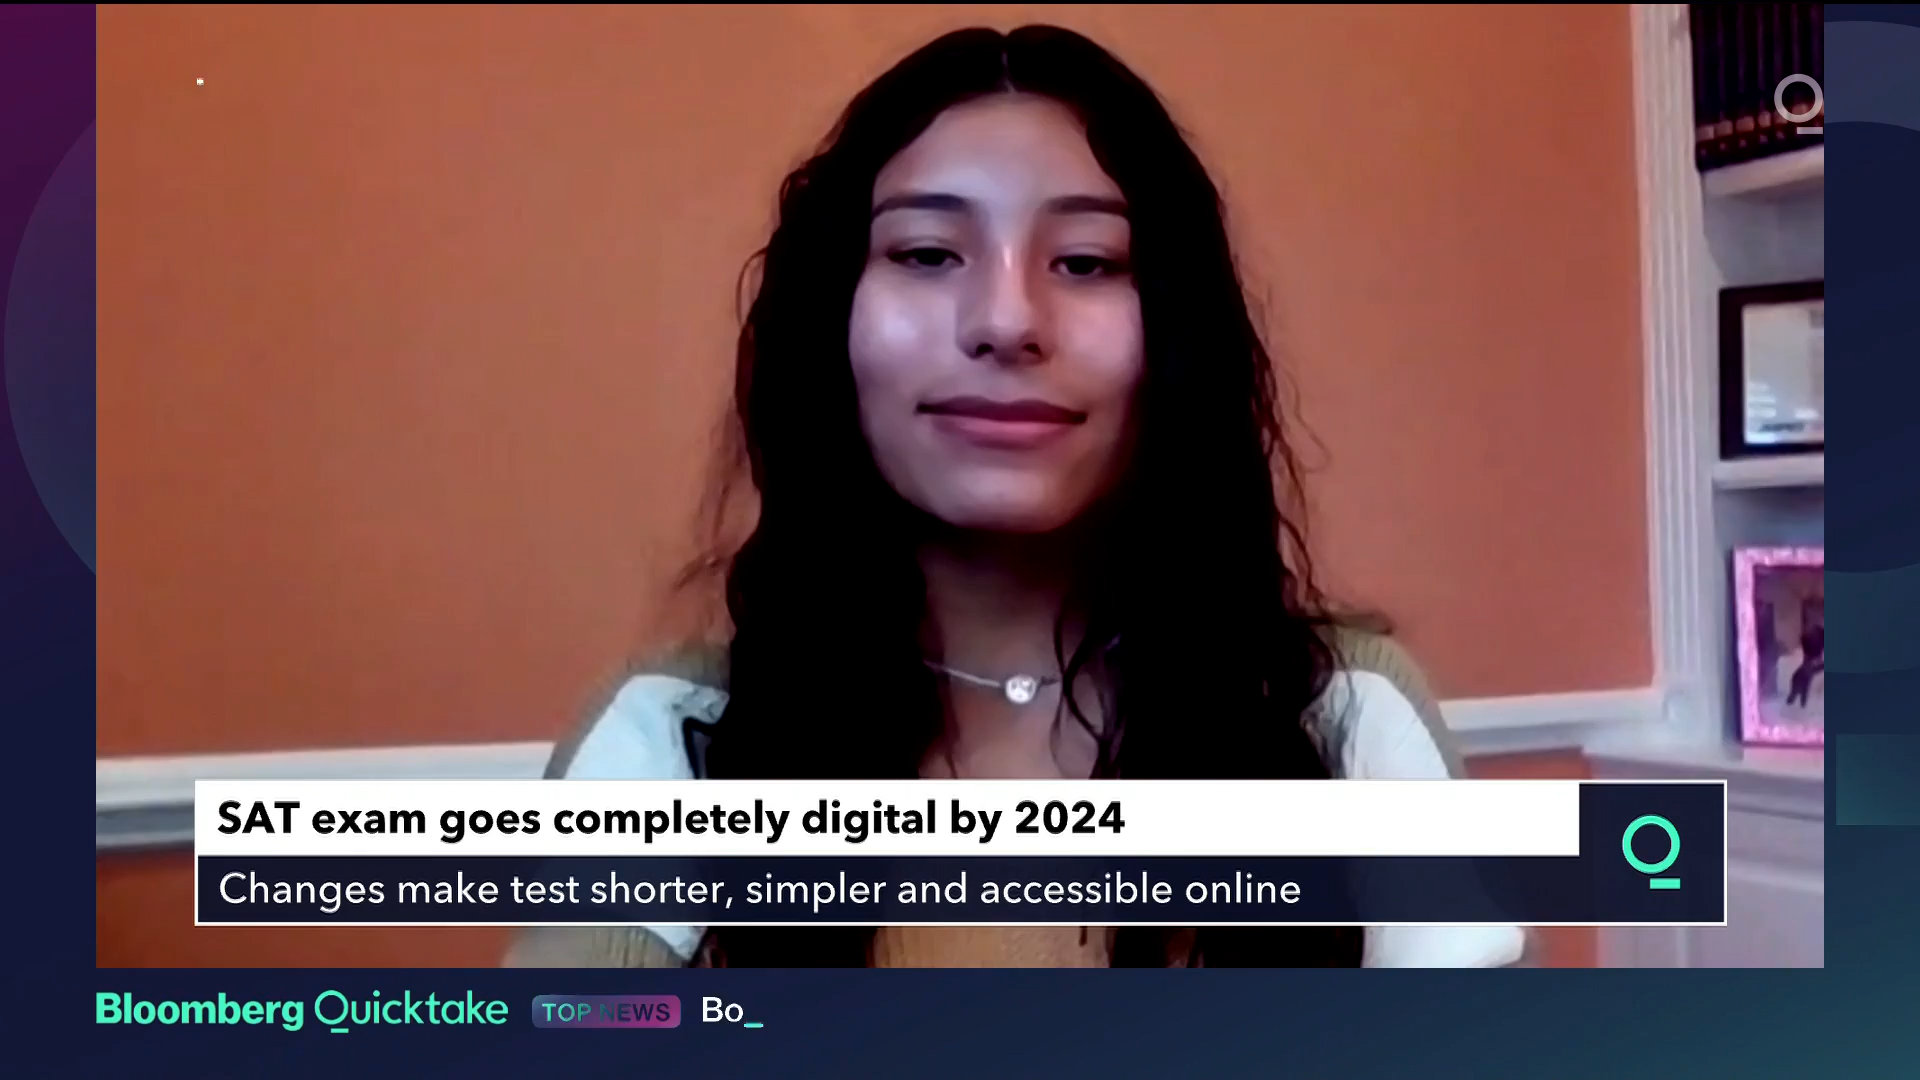 SAT exam goes completely digital by 2024
Changes make test shorter, simpler and accessible online
Bloomberg Quicktake TOP NEWS Bo_